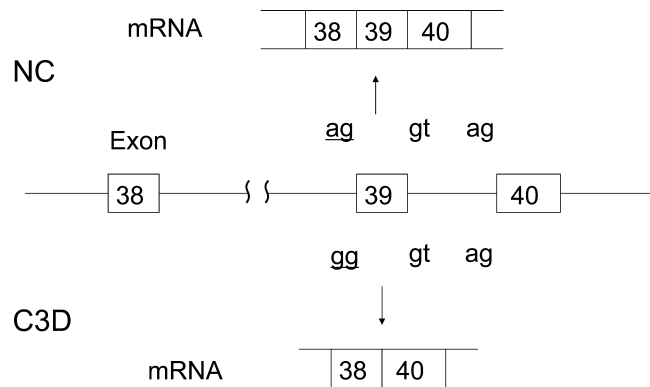 mRNA 38 39 40
NC
ag gt ag
Exon
38 39 40
gg gt ag
C3D
mRNA 38 40